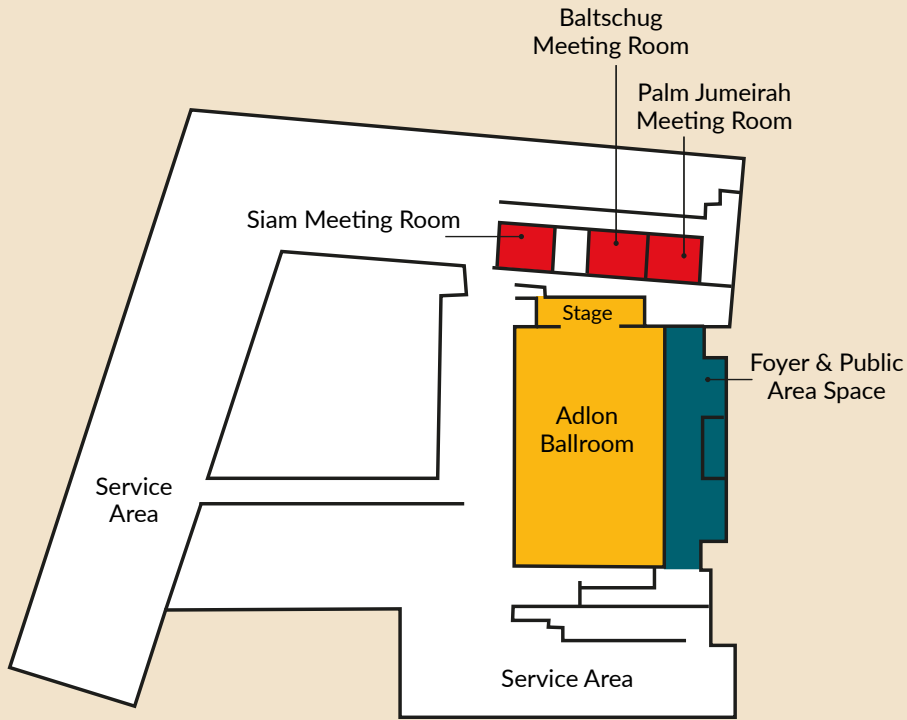 Baltschug
Meeting Room
Palm Jumeirah
Meeting Room
Siam Meeting Room
Stage
Foyer & Public
Area Space
Adlon
Ballroom
Service
Area
Service Area